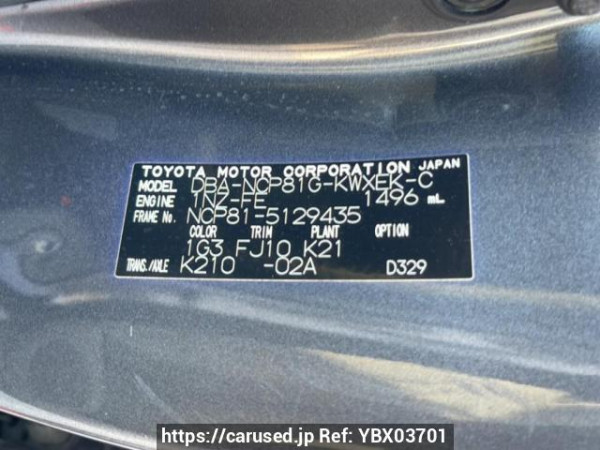 TOYOTA MOTOR CORPORATION JAPAN
MODEL DBA-NCP81G-KWXEK-C
ENGINE 1NZ-FE 1496 mL
FRAME No. NCP81-5129435
COLOR TRIM PLANT OPTION
1G3 FJ10 K21
TRANS./AXLE K210 -02A D329
https://carused.jp Ref: YBX03701